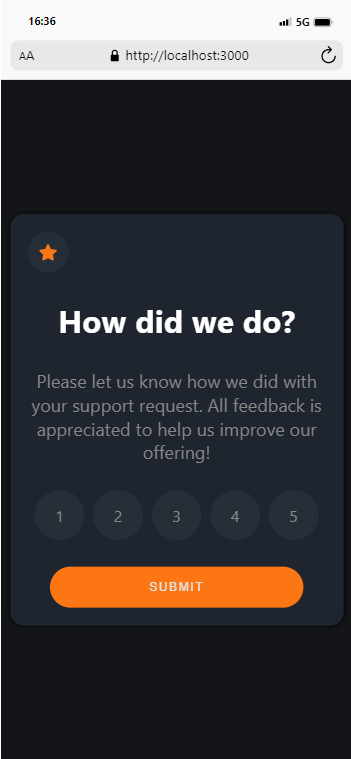 16:36
5G
AA
http://localhost:3000
How did we do?
Please let us know how we did with
your support request. All feedback is
appreciated to help us improve our
offering!
1 2 3 4 5
SUBMIT